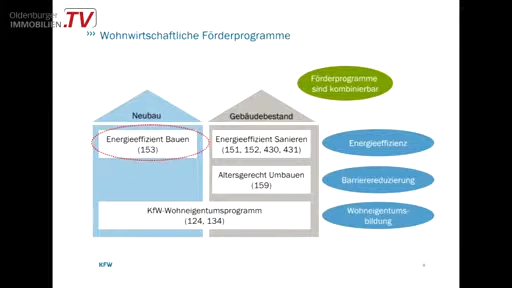 Oldenburger
IMMOBILIEN.TV
››› Wohnwirtschaftliche Förderprogramme
Förderprogramme
sind kombinierbar
Neubau
Gebäudebestand
Energieeffizient Bauen
(153)
Energieeffizient Sanieren
(151, 152, 430, 431)
Energieeffizienz
Altersgerecht Umbauen
(159)
Barrierereduzierung
KfW-Wohneigentumsprogramm
(124, 134)
Wohneigentums-
bildung
KFW